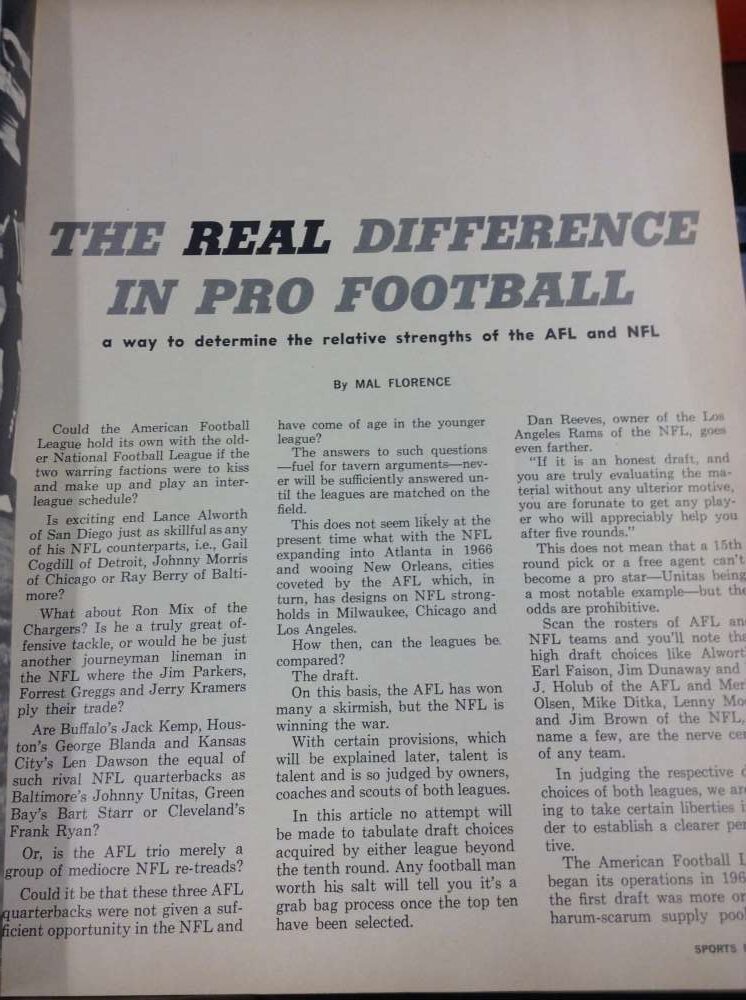 THE REAL DIFFERENCE
IN PRO FOOTBALL
a way to determine the relative strengths of the AFL and NFL
By MAL FLORENCE
Could the American Football
League hold its own with the old-
er National Football League if the
two warring factions were to kiss
and make up and play an inter-
league schedule?
Is exciting end Lance Alworth
of San Diego just as skillful as any
of his NFL counterparts, i.e., Gail
Cogdill of Detroit, Johnny Morris
of Chicago or Ray Berry of Balti-
more?
What about Ron Mix of the
Chargers? Is he a truly great of-
fensive tackle, or would he be just
another journeyman lineman in
the NFL where the Jim Parkers,
Forrest Greggs and Jerry Kramers
ply their trade?
Are Buffalo's Jack Kemp, Hous-
ton's George Blanda and Kansas
City's Len Dawson the equal of
such rival NFL quarterbacks as
Baltimore's Johnny Unitas, Green
Bay's Bart Starr or Cleveland's
Frank Ryan?
Or, is the AFL trio merely a
group of mediocre NFL re-treads?
Could it be that these three AFL
quarterbacks were not given a suf-
ficient opportunity in the NFL and
have come of age in the younger
league?
The answers to such questions
—fuel for tavern arguments—nev-
er will be sufficiently answered un-
til the leagues are matched on the
field.
This does not seem likely at the
present time what with the NFL
expanding into Atlanta in 1966
and wooing New Orleans, cities
coveted by the AFL which, in
turn, has designs on NFL strong-
holds in Milwaukee, Chicago and
Los Angeles.
How then, can the leagues be
compared?
The draft.
On this basis, the AFL has won
many a skirmish, but the NFL is
winning the war.
With certain provisions, which
will be explained later, talent is
talent and is so judged by owners,
coaches and scouts of both leagues.
In this article no attempt will
be made to tabulate draft choices
acquired by either league beyond
the tenth round. Any football man
worth his salt will tell you it's a
grab bag process once the top ten
have been selected.
Dan Reeves, owner of the Los
Angeles Rams of the NFL, goes
even farther.
"If it is an honest draft, and
you are truly evaluating the ma-
terial without any ulterior motive,
you are forunate to get any play-
er who will appreciably help you
after five rounds."
This does not mean that a 15th
round pick or a free agent can't
become a pro star—Unitas being
a most notable example—but the
odds are prohibitive.
Scan the rosters of AFL and
NFL teams and you'll note tha
high draft choices like Alwort
Earl Faison, Jim Dunaway and
J. Holub of the AFL and Mer
Olsen, Mike Ditka, Lenny Mo
and Jim Brown of the NFL,
name a few, are the nerve cen
of any team.
In judging the respective d
choices of both leagues, we are
ing to take certain liberties i
der to establish a clearer per
tive.
The American Football L
began its operations in 196
the first draft was more or
harum-scarum supply pool
SPORTS